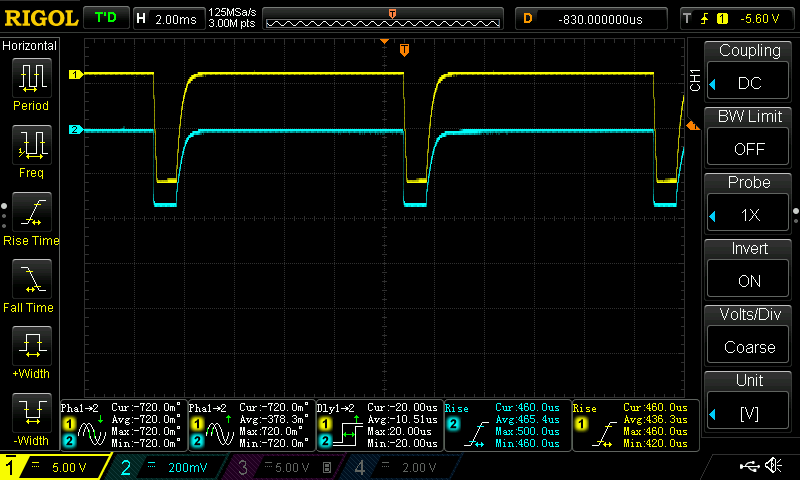 RIGOL T'D H 2.00ms 125MSa/s 3.00M pts T D -830.000000us T 1 -5.60 V
Horizontal
Period
Freq
Rise Time
Fall Time
+Width
-Width
T
1
2
T
CH1
Coupling
DC
BW Limit
OFF
Probe
1X
Invert
ON
Volts/Div
Coarse
Unit
[V]
Pha1→2
1
2
Cur:-720.0m°
Avg:-720.0m°
Max:-720.0m°
Min:-720.0m°
Pha1→2
1
2
Cur:-720.0m°
Avg:-378.3m°
Max:720.0m°
Min:-720.0m°
Dly1→2
1
2
Cur:-20.00us
Avg:-10.51us
Max:20.00us
Min:-20.00us
Rise
2
Cur:460.0us
Avg:465.4us
Max:500.0us
Min:460.0us
Rise
1
Cur:460.0us
Avg:436.3us
Max:460.0us
Min:420.0us
1 5.00 V 2 200mV 3 5.00 V B 4 2.00 V